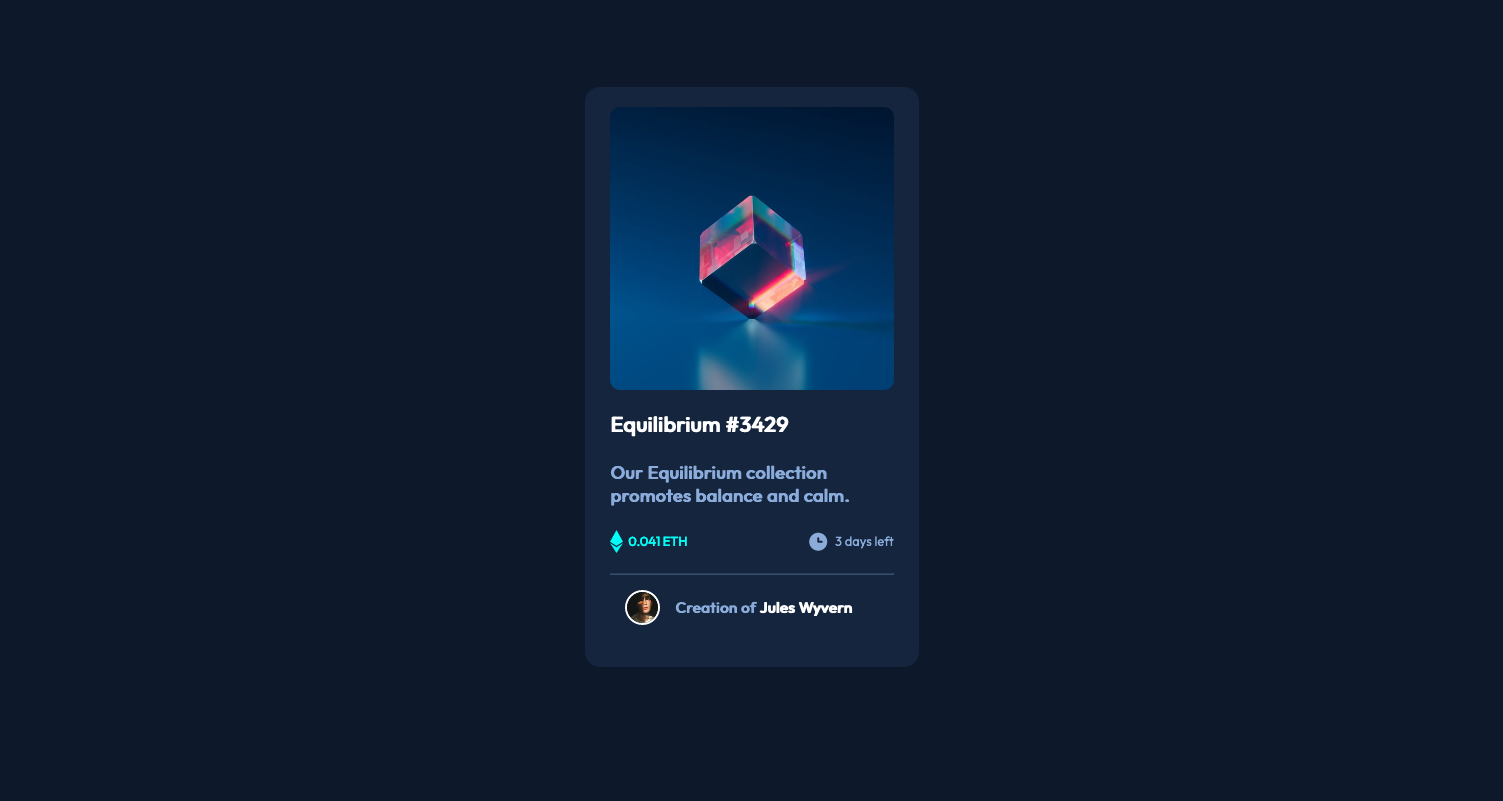 Equilibrium #3429
Our Equilibrium collection
promotes balance and calm.
0.041 ETH
3 days left
Creation of Jules Wyvern